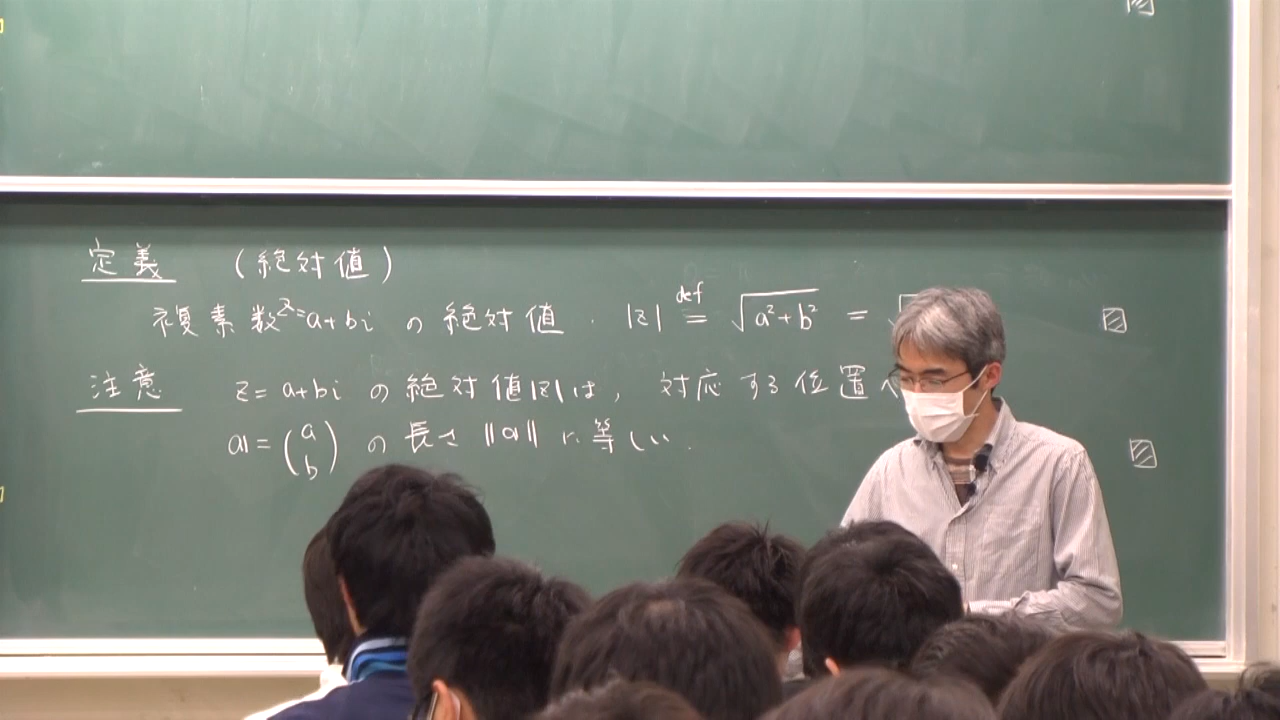 定義 (絶対値)
複素数z=a+bi の絶対値. |z| def= √a²+b² = √
注意 z=a+bi の絶対値|z|は, 対応する位置ベ
𝕒=(a b) の長さ ‖𝕒‖ に等しい.